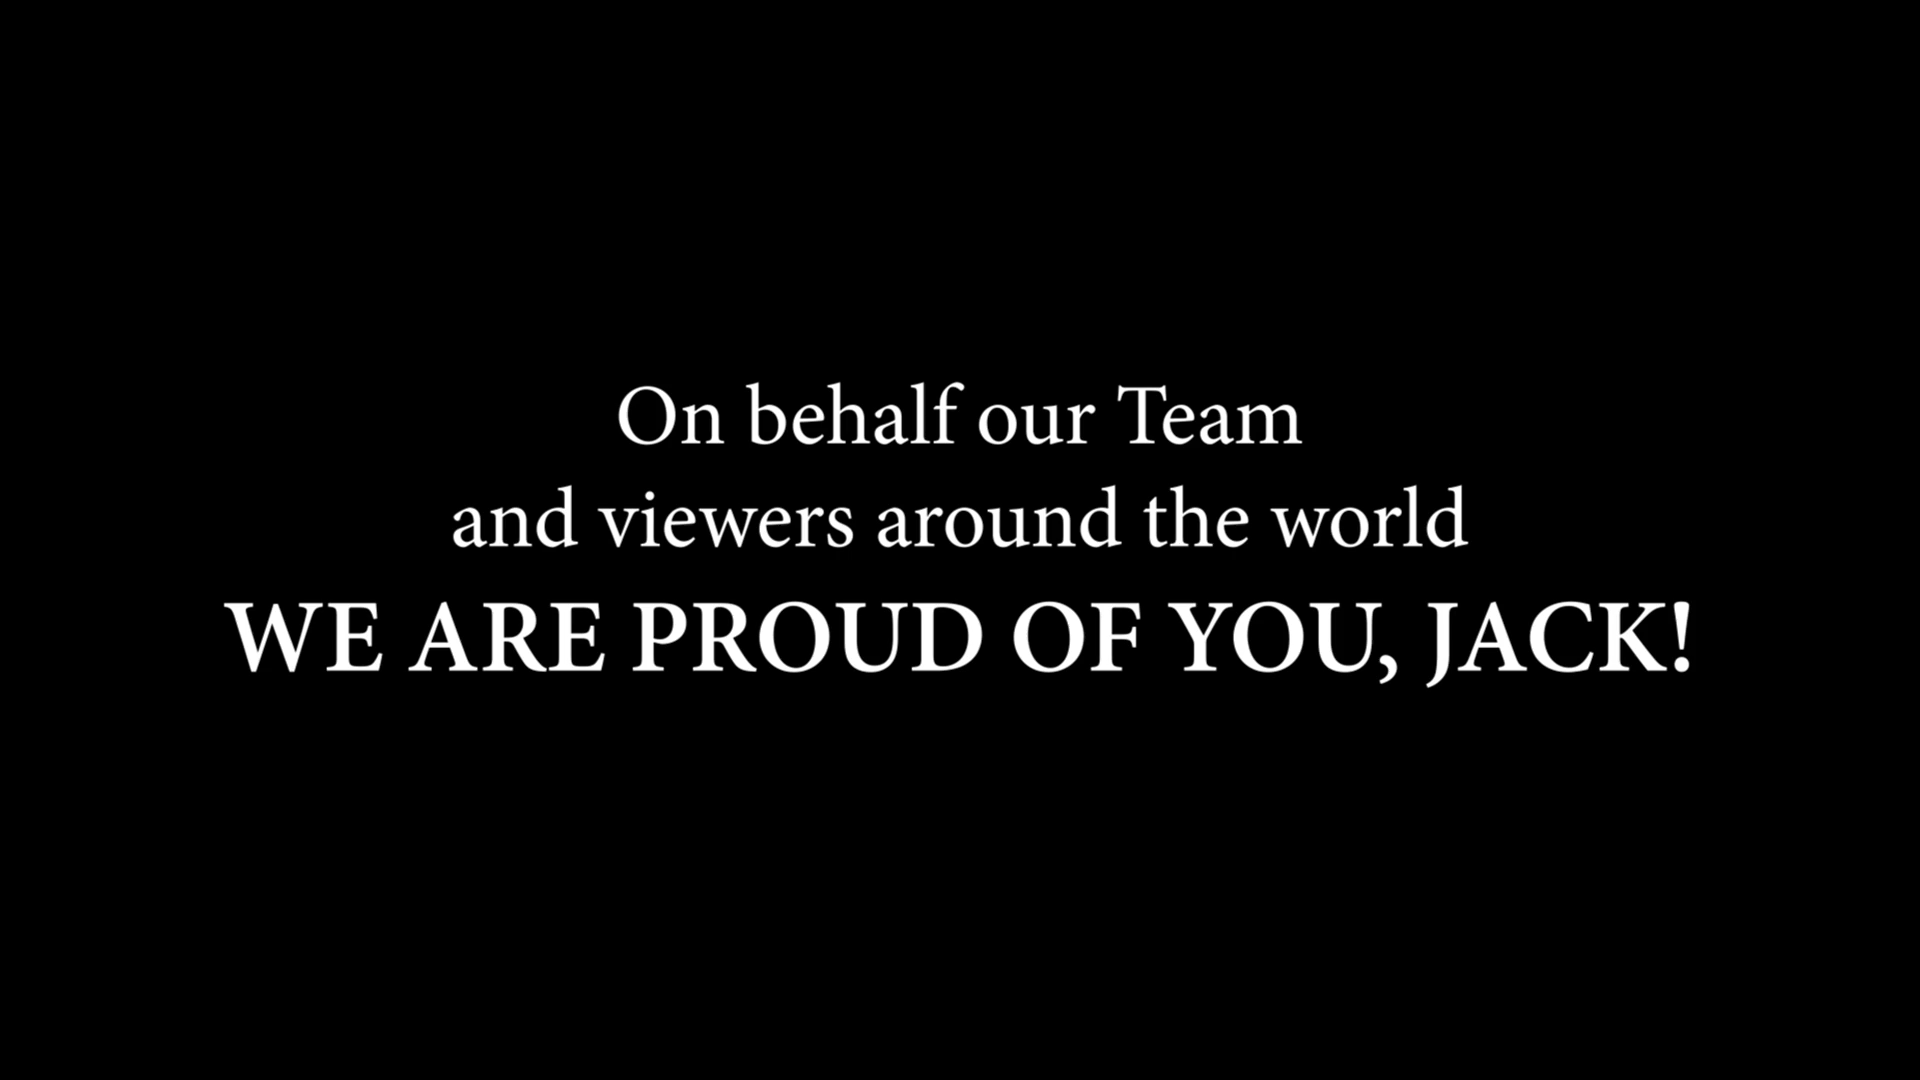 On behalf our Team
and viewers around the world
WE ARE PROUD OF YOU, JACK!